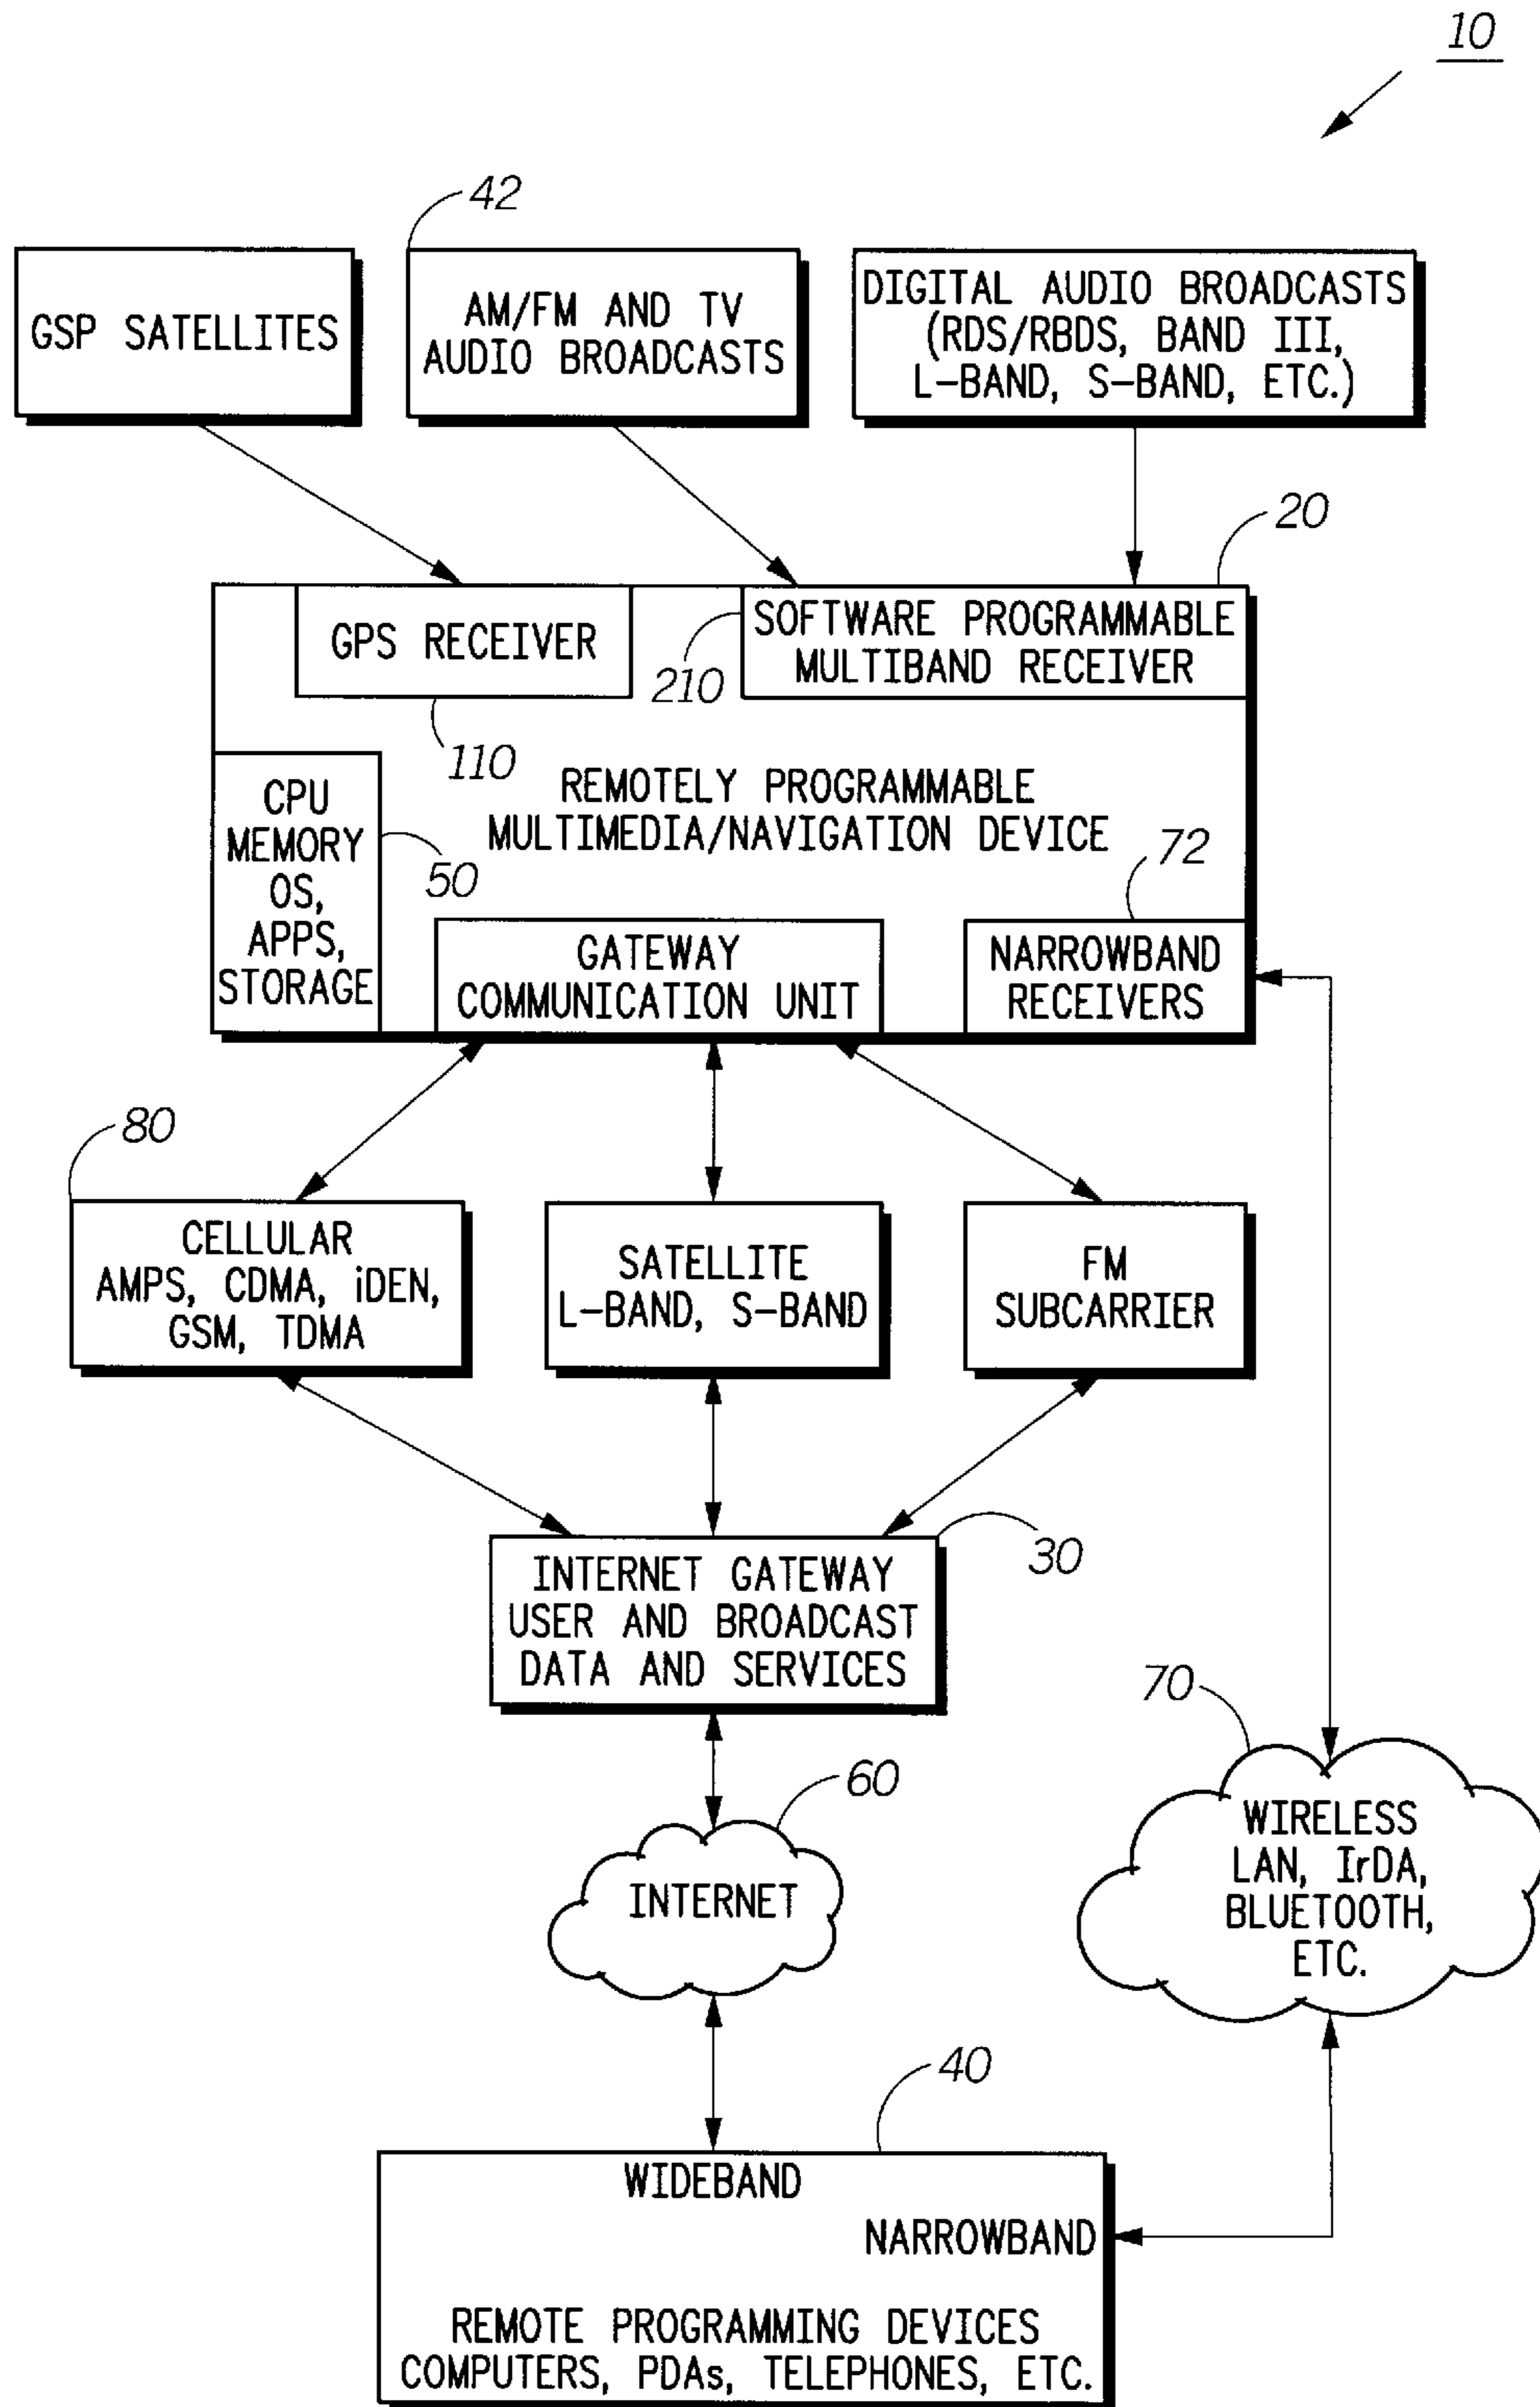 10
42
GSP SATELLITES
AM/FM AND TV
AUDIO BROADCASTS
DIGITAL AUDIO BROADCASTS
(RDS/RBDS, BAND III,
L-BAND, S-BAND, ETC.)
20
GPS RECEIVER
210
SOFTWARE PROGRAMMABLE
MULTIBAND RECEIVER
110
CPU
MEMORY
OS,
APPS,
STORAGE
50
REMOTELY PROGRAMMABLE
MULTIMEDIA/NAVIGATION DEVICE
72
GATEWAY
COMMUNICATION UNIT
NARROWBAND
RECEIVERS
80
CELLULAR
AMPS, CDMA, iDEN,
GSM, TDMA
SATELLITE
L-BAND, S-BAND
FM
SUBCARRIER
30
INTERNET GATEWAY
USER AND BROADCAST
DATA AND SERVICES
70
60
INTERNET
WIRELESS
LAN, IrDA,
BLUETOOTH,
ETC.
40
WIDEBAND
NARROWBAND
REMOTE PROGRAMMING DEVICES
COMPUTERS, PDAs, TELEPHONES, ETC.